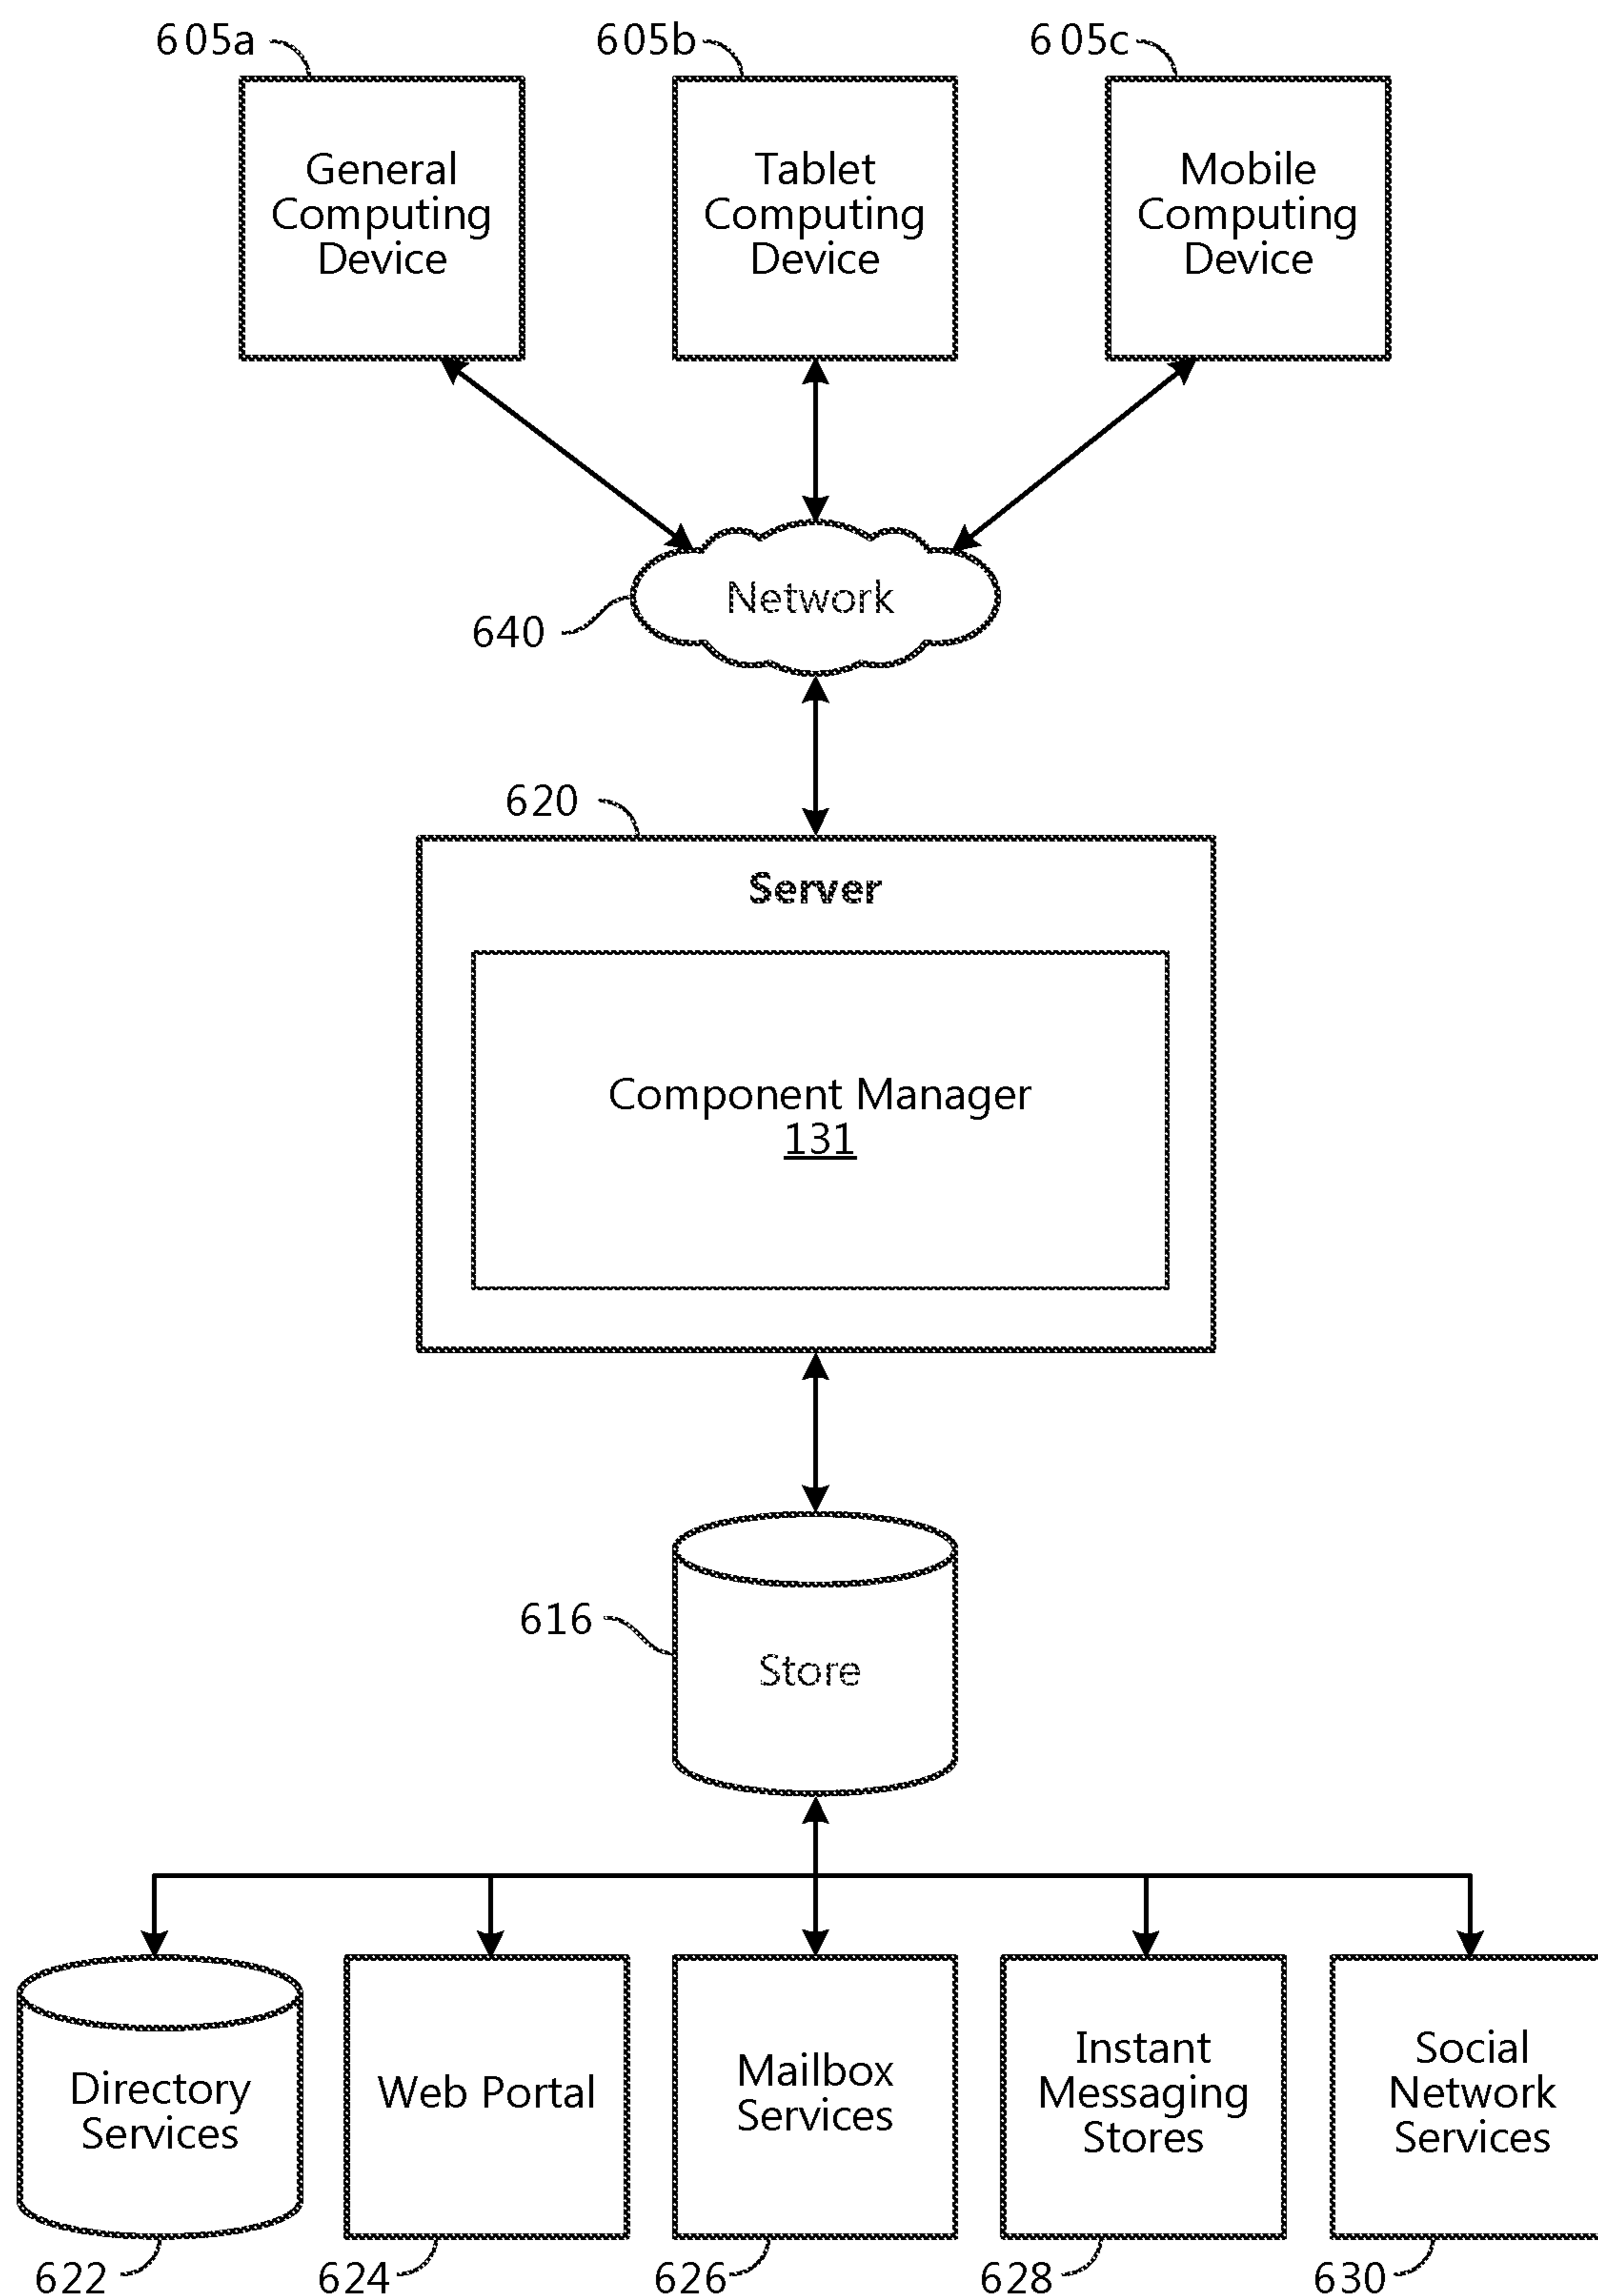 605a
605b
605c
General
Computing
Device
Tablet
Computing
Device
Mobile
Computing
Device
Network
640
620
Server
Component Manager
131
616
Store
Directory
Services
Web Portal
Mailbox
Services
Instant
Messaging
Stores
Social
Network
Services
622
624
626
628
630